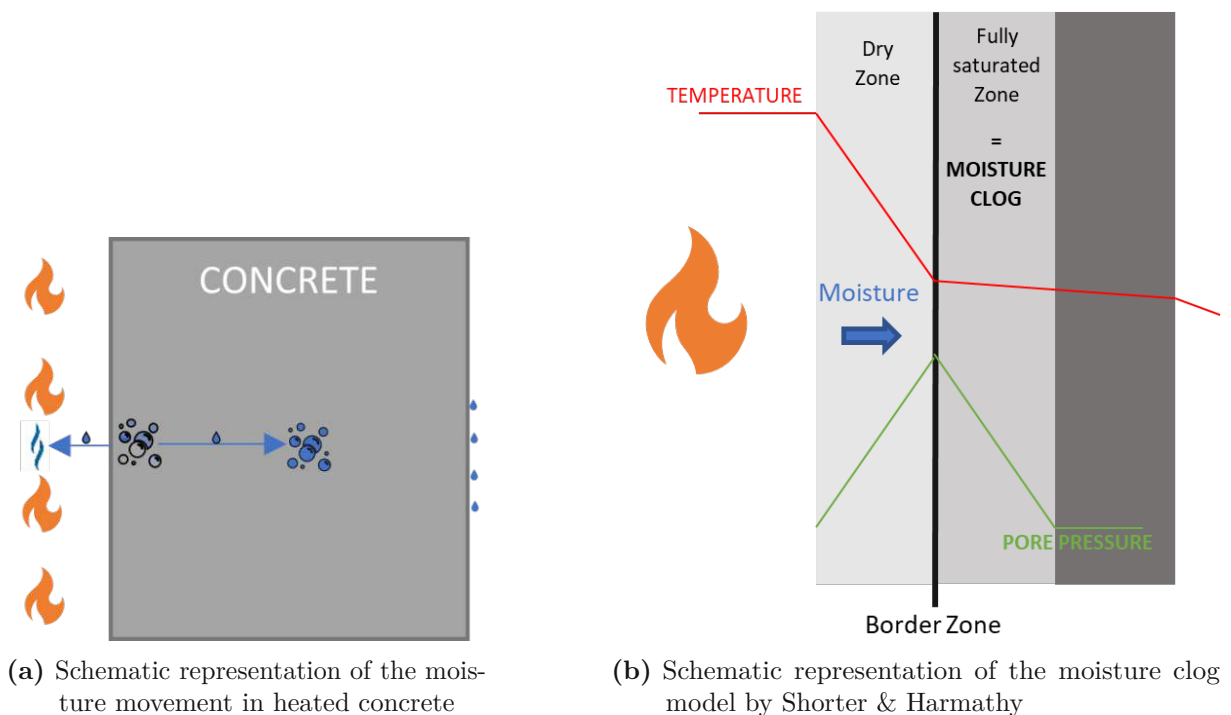 CONCRETE
(a) Schematic representation of the mois-
ture movement in heated concrete
TEMPERATURE
Dry
Zone
Fully
saturated
Zone
=
MOISTURE
CLOG
Moisture
PORE PRESSURE
Border Zone
(b) Schematic representation of the moisture clog
model by Shorter & Harmathy